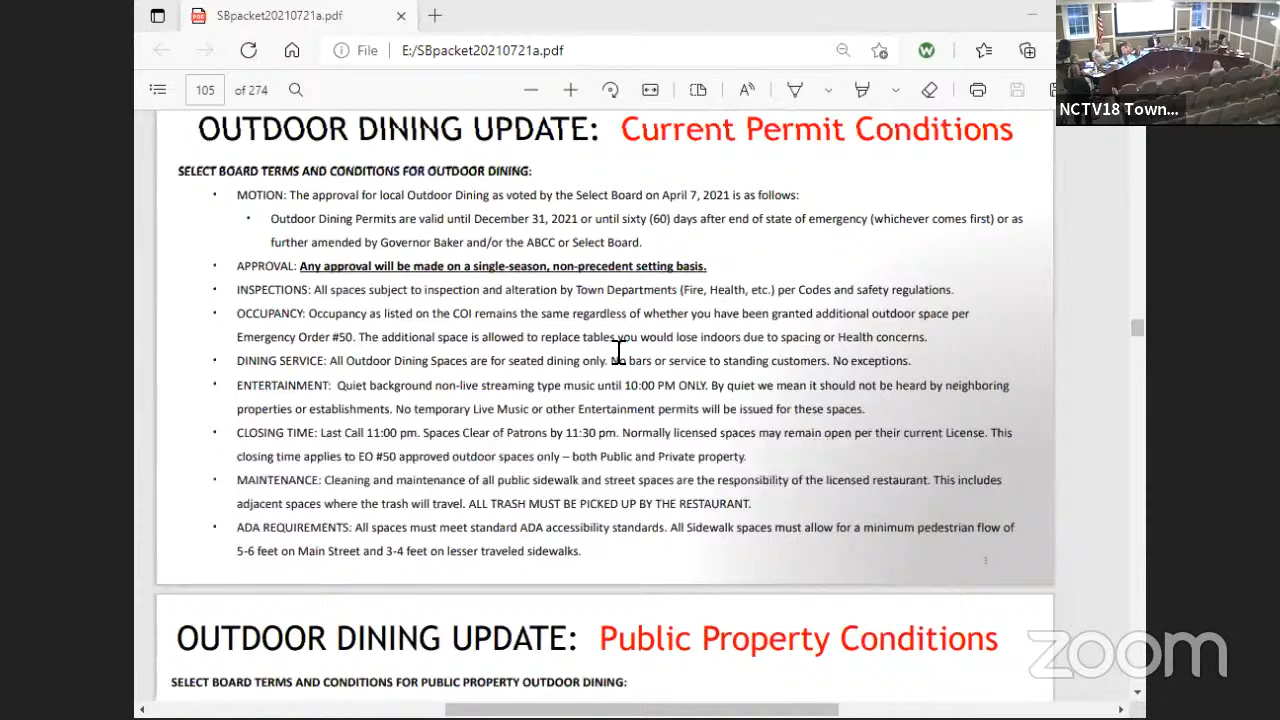 SBpacket20210721a.pdf
File E:/SBpacket20210721a.pdf
105 of 274
NCTV18 Town...
OUTDOOR DINING UPDATE: Current Permit Conditions
SELECT BOARD TERMS AND CONDITIONS FOR OUTDOOR DINING:
• MOTION: The approval for local Outdoor Dining as voted by the Select Board on April 7, 2021 is as follows:
• Outdoor Dining Permits are valid until December 31, 2021 or until sixty (60) days after end of state of emergency (whichever comes first) or as
further amended by Governor Baker and/or the ABCC or Select Board.
• APPROVAL: Any approval will be made on a single-season, non-precedent setting basis.
• INSPECTIONS: All spaces subject to inspection and alteration by Town Departments (Fire, Health, etc.) per Codes and safety regulations.
• OCCUPANCY: Occupancy as listed on the COI remains the same regardless of whether you have been granted additional outdoor space per
Emergency Order #50. The additional space is allowed to replace tables you would lose indoors due to spacing or Health concerns.
• DINING SERVICE: All Outdoor Dining Spaces are for seated dining only. No bars or service to standing customers. No exceptions.
• ENTERTAINMENT: Quiet background non-live streaming type music until 10:00 PM ONLY. By quiet we mean it should not be heard by neighboring
properties or establishments. No temporary Live Music or other Entertainment permits will be issued for these spaces.
• CLOSING TIME: Last Call 11:00 pm. Spaces Clear of Patrons by 11:30 pm. Normally licensed spaces may remain open per their current License. This
closing time applies to EO #50 approved outdoor spaces only – both Public and Private property.
• MAINTENANCE: Cleaning and maintenance of all public sidewalk and street spaces are the responsibility of the licensed restaurant. This includes
adjacent spaces where the trash will travel. ALL TRASH MUST BE PICKED UP BY THE RESTAURANT.
• ADA REQUIREMENTS: All spaces must meet standard ADA accessibility standards. All Sidewalk spaces must allow for a minimum pedestrian flow of
5-6 feet on Main Street and 3-4 feet on lesser traveled sidewalks.
3
OUTDOOR DINING UPDATE: Public Property Conditions
SELECT BOARD TERMS AND CONDITIONS FOR PUBLIC PROPERTY OUTDOOR DINING:
zoom